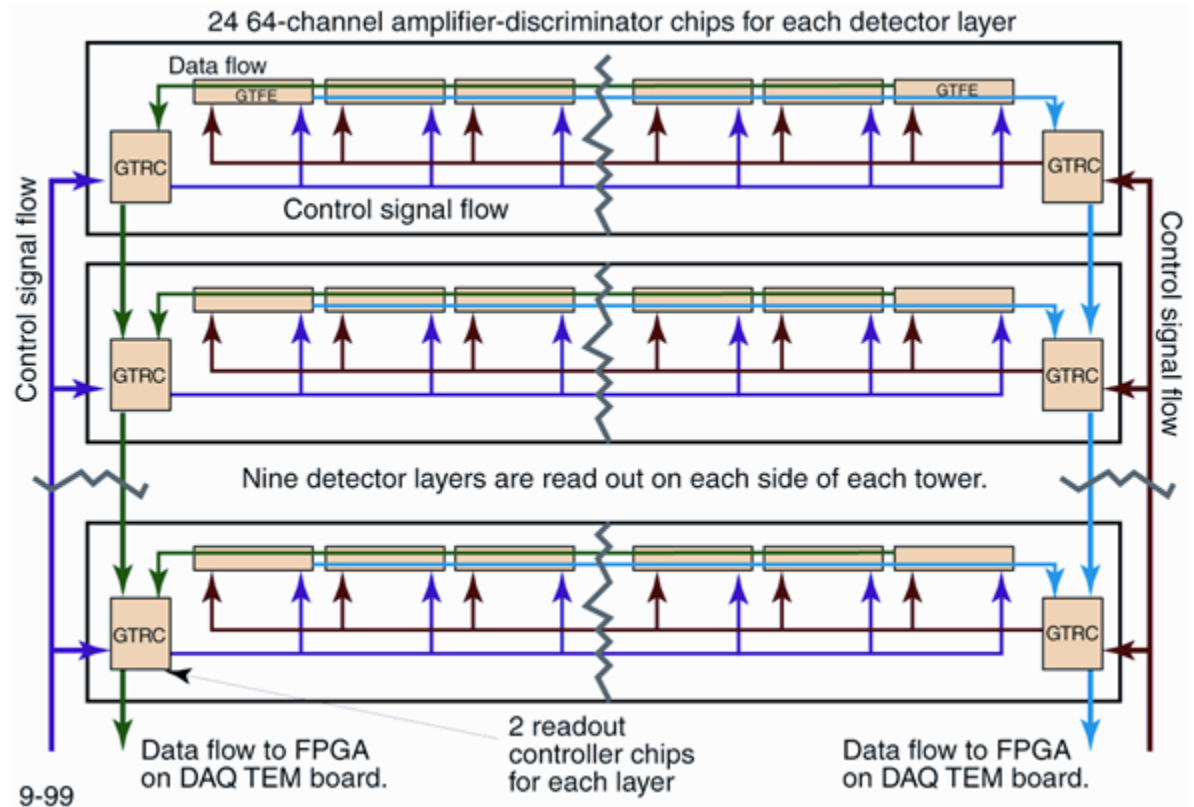 24 64-channel amplifier-discriminator chips for each detector layer
Data flow
GTFE
GTFE
GTRC
GTRC
Control signal flow
Control signal flow
Control signal flow
GTRC
GTRC
Nine detector layers are read out on each side of each tower.
GTRC
GTRC
2 readout
controller chips
for each layer
Data flow to FPGA
on DAQ TEM board.
Data flow to FPGA
on DAQ TEM board.
9-99